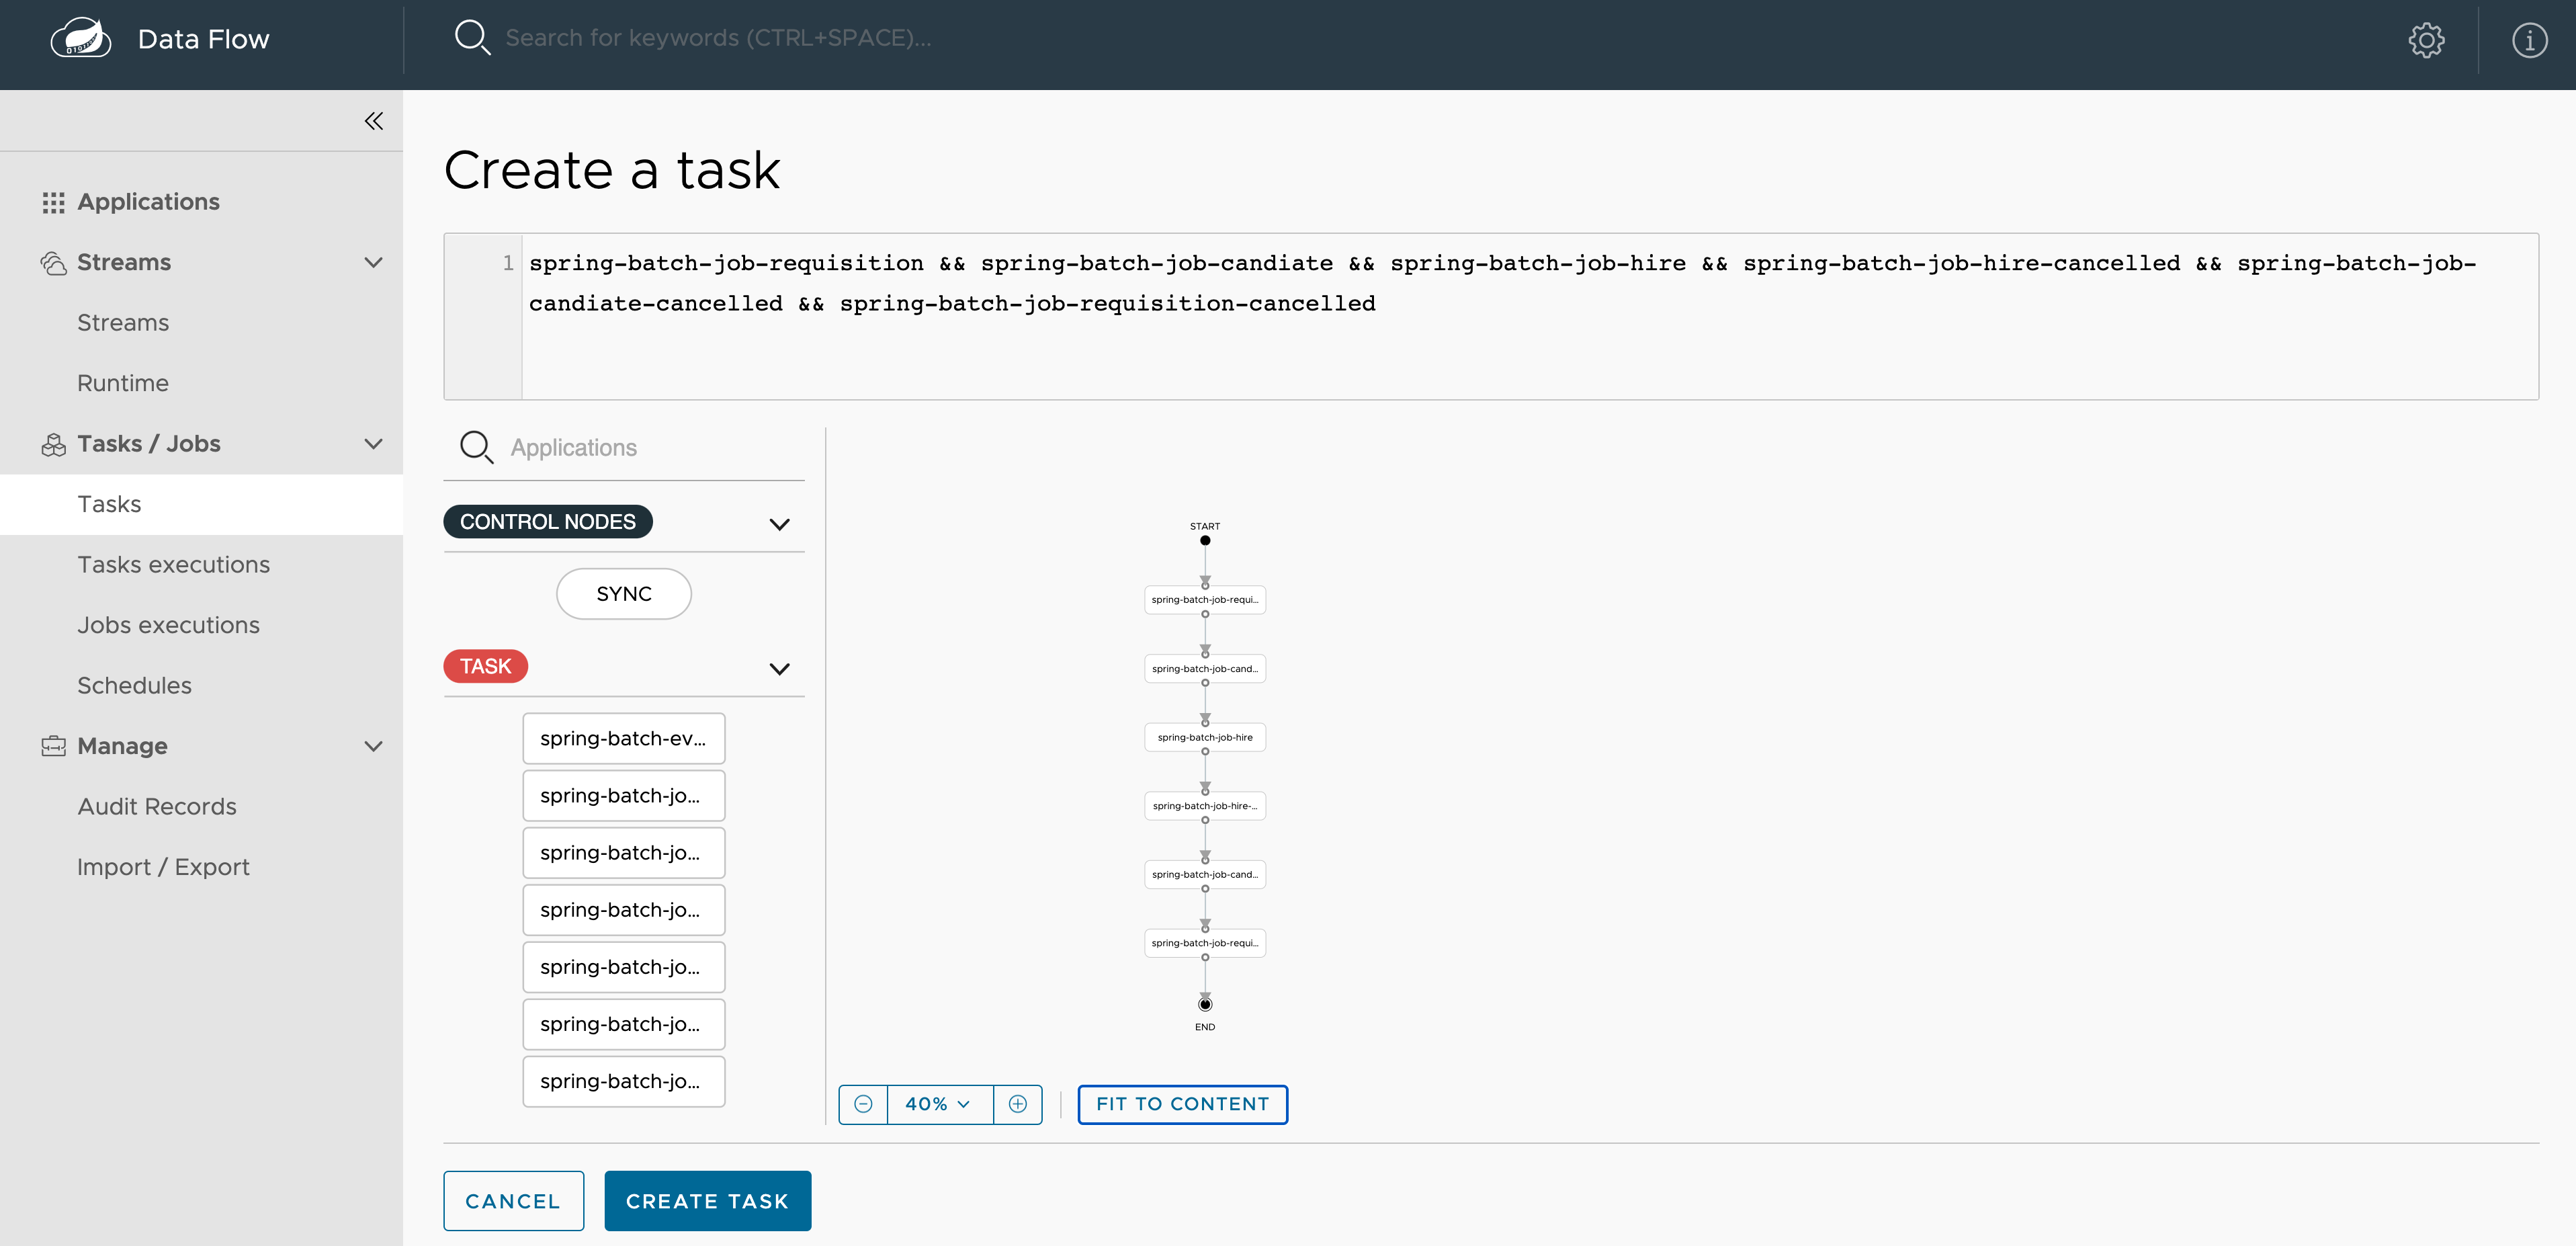 Data Flow
Search for keywords (CTRL+SPACE)...
Applications
Streams
Streams
Runtime
Tasks / Jobs
Tasks
Tasks executions
Jobs executions
Schedules
Manage
Audit Records
Import / Export
Create a task
1
spring-batch-job-requisition && spring-batch-job-candiate && spring-batch-job-hire && spring-batch-job-hire-cancelled && spring-batch-job-
candiate-cancelled && spring-batch-job-requisition-cancelled
Applications
CONTROL NODES
SYNC
TASK
spring-batch-ev...
spring-batch-jo...
spring-batch-jo...
spring-batch-jo...
spring-batch-jo...
spring-batch-jo...
spring-batch-jo...
START
spring-batch-job-requi...
spring-batch-job-cand...
spring-batch-job-hire
spring-batch-job-hire-...
spring-batch-job-cand...
spring-batch-job-requi...
END
40%
FIT TO CONTENT
CANCEL
CREATE TASK